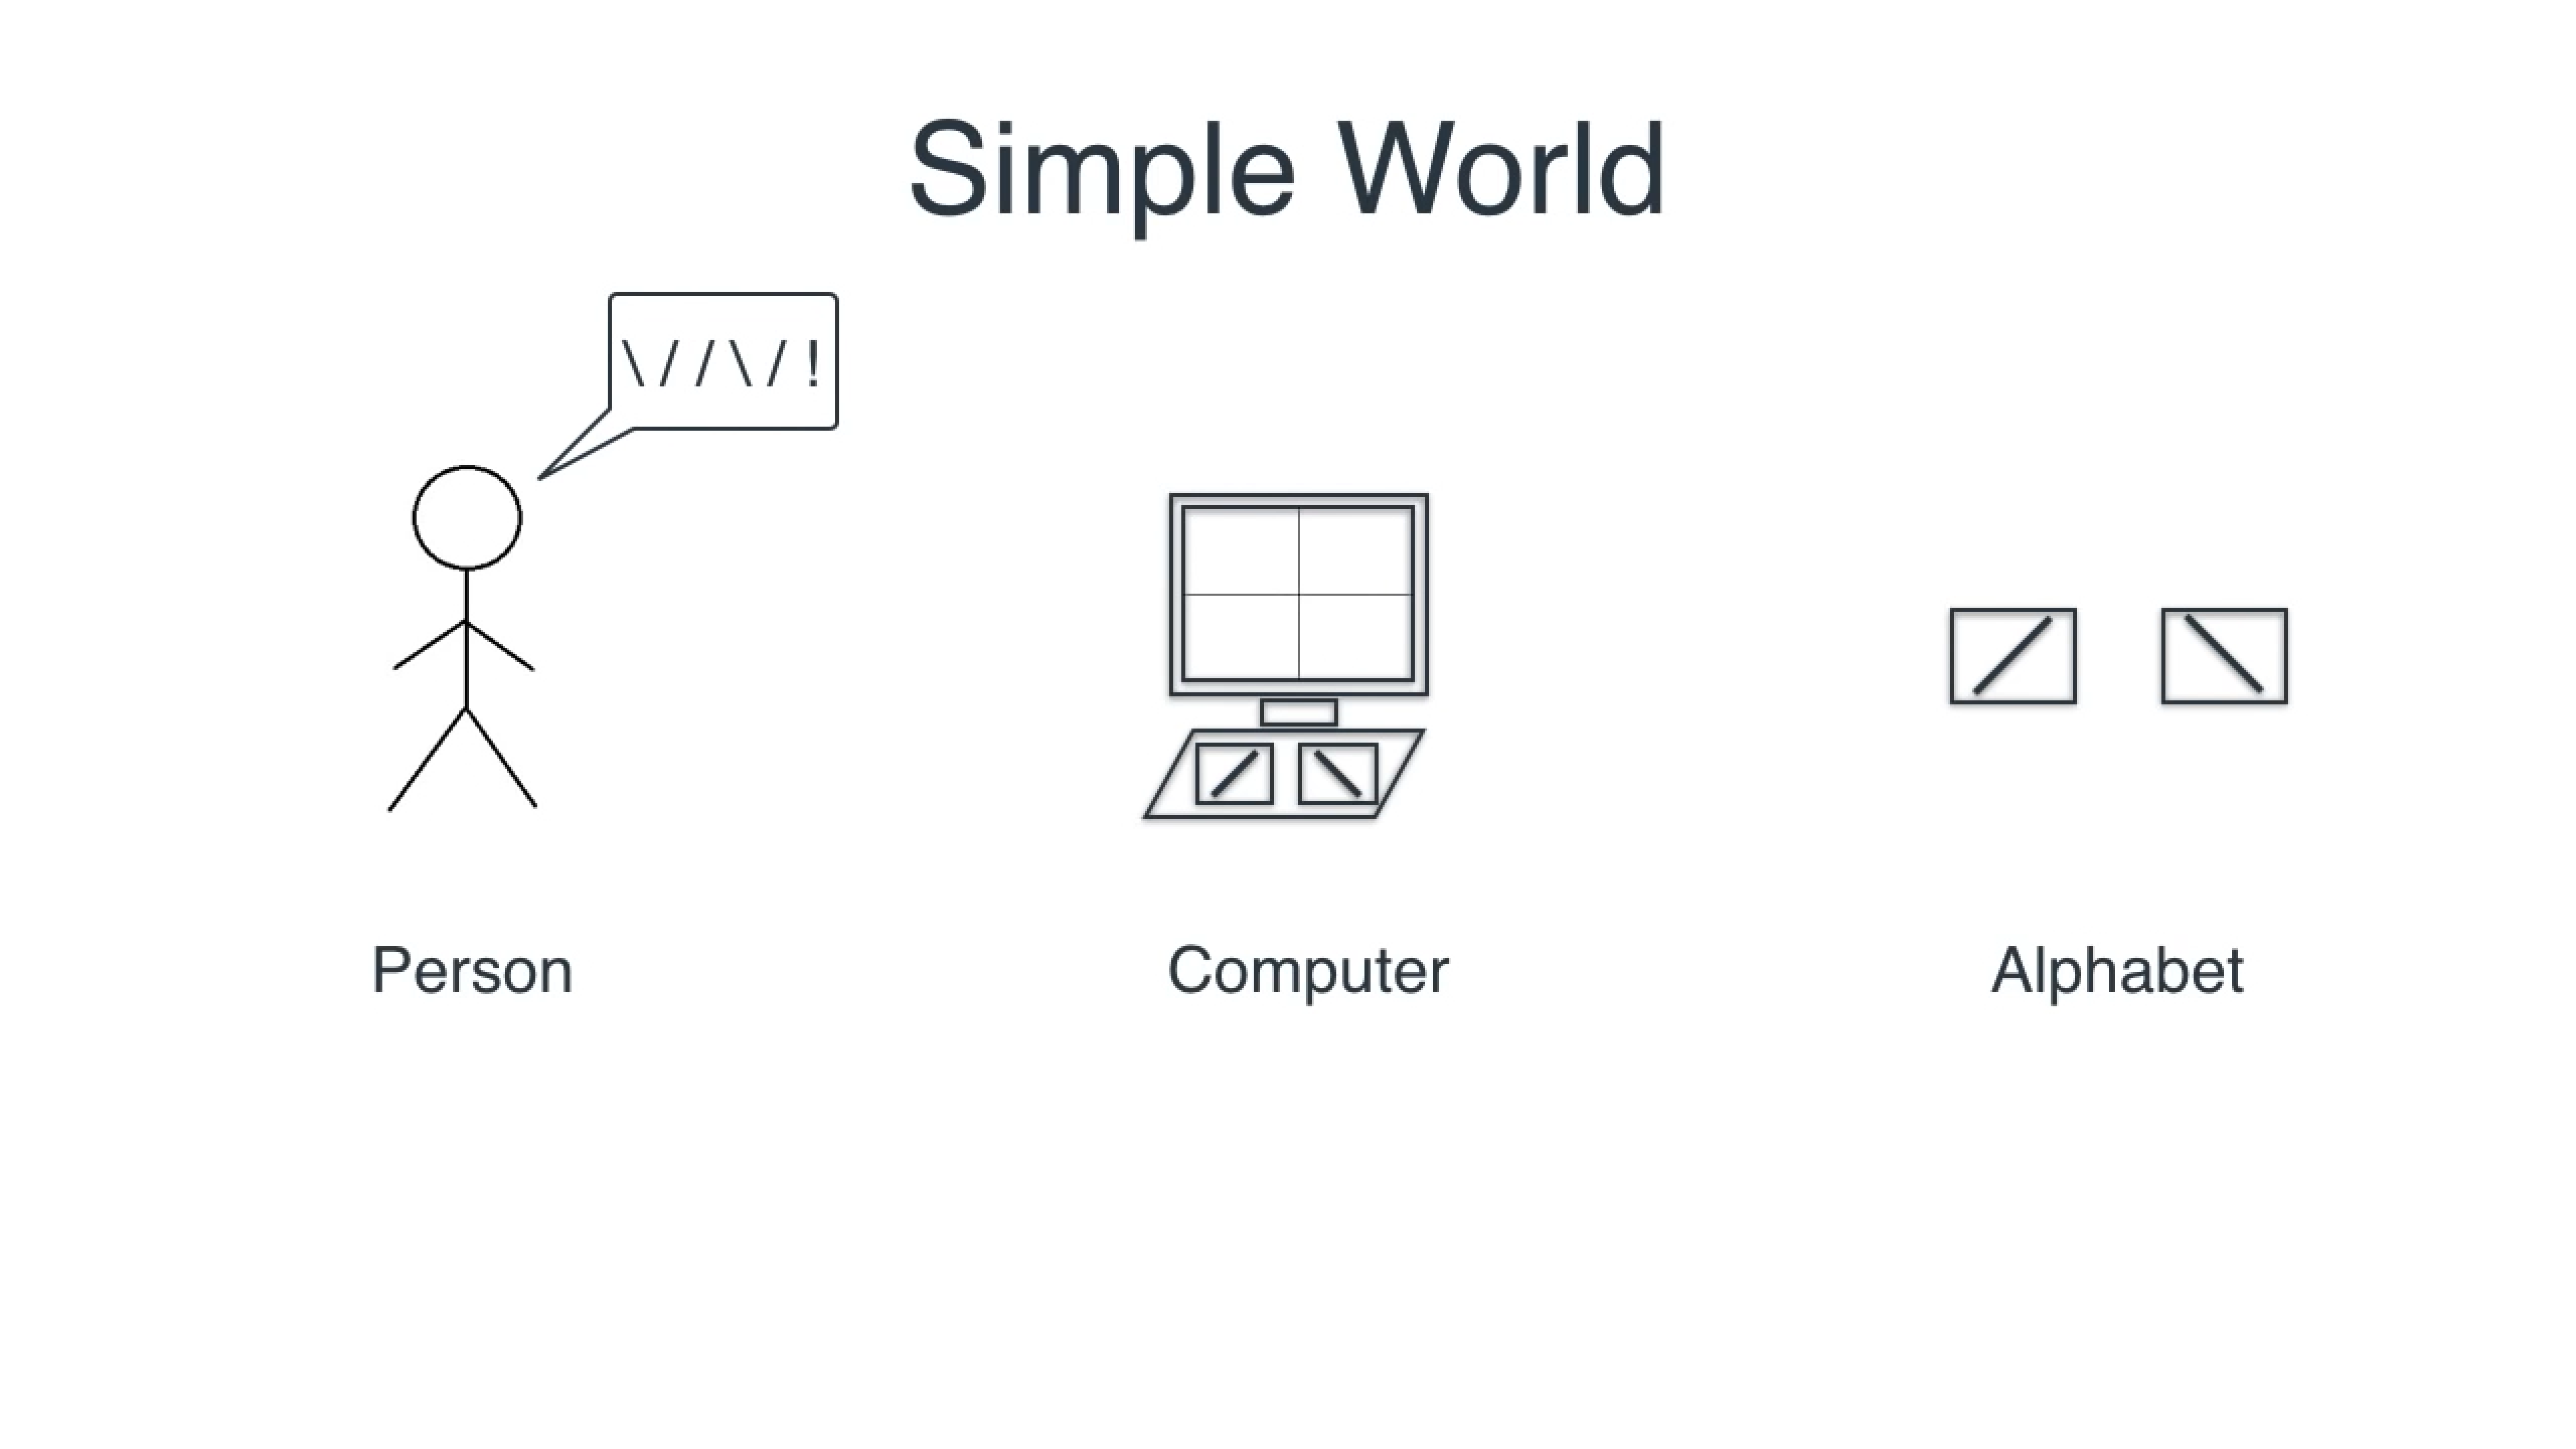 Simple World
\ / / \ / !
/ \
/ \
Person Computer Alphabet